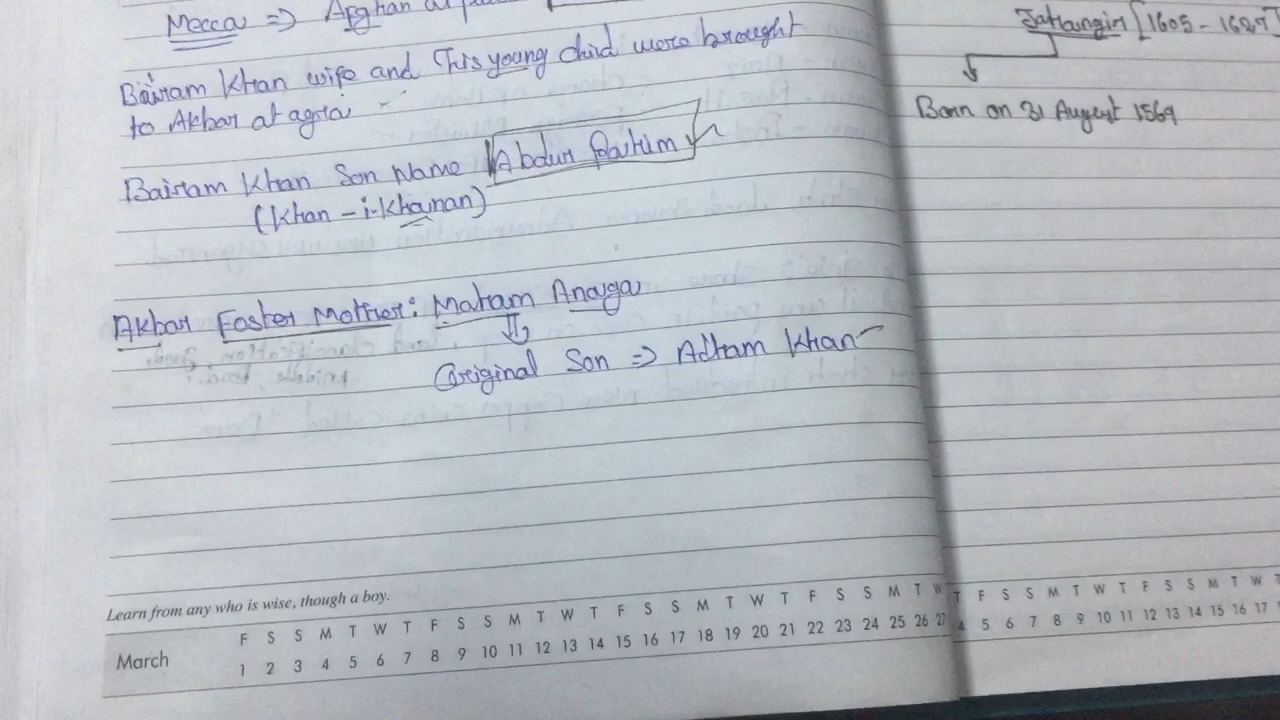 Mecca => Afghan
Bairam Khan wife and This young child were brought
to Akbar at agra
Bairam Khan Son Name Abdur Rahim
(Khan-i-Khanan)
Akbar Foster Mother: Maham Anaga
Original Son => Adham Khan
Learn from any who is wise, though a boy.
F S S M T W T F S S M T W T F S S M T W T F S S M T W
March 1 2 3 4 5 6 7 8 9 10 11 12 13 14 15 16 17 18 19 20 21 22 23 24 25 26 27
Jahangir [1605 - 1627]
Born on 31 August 1569
T F S S M T W T F S S M T W T
4 5 6 7 8 9 10 11 12 13 14 15 16 17